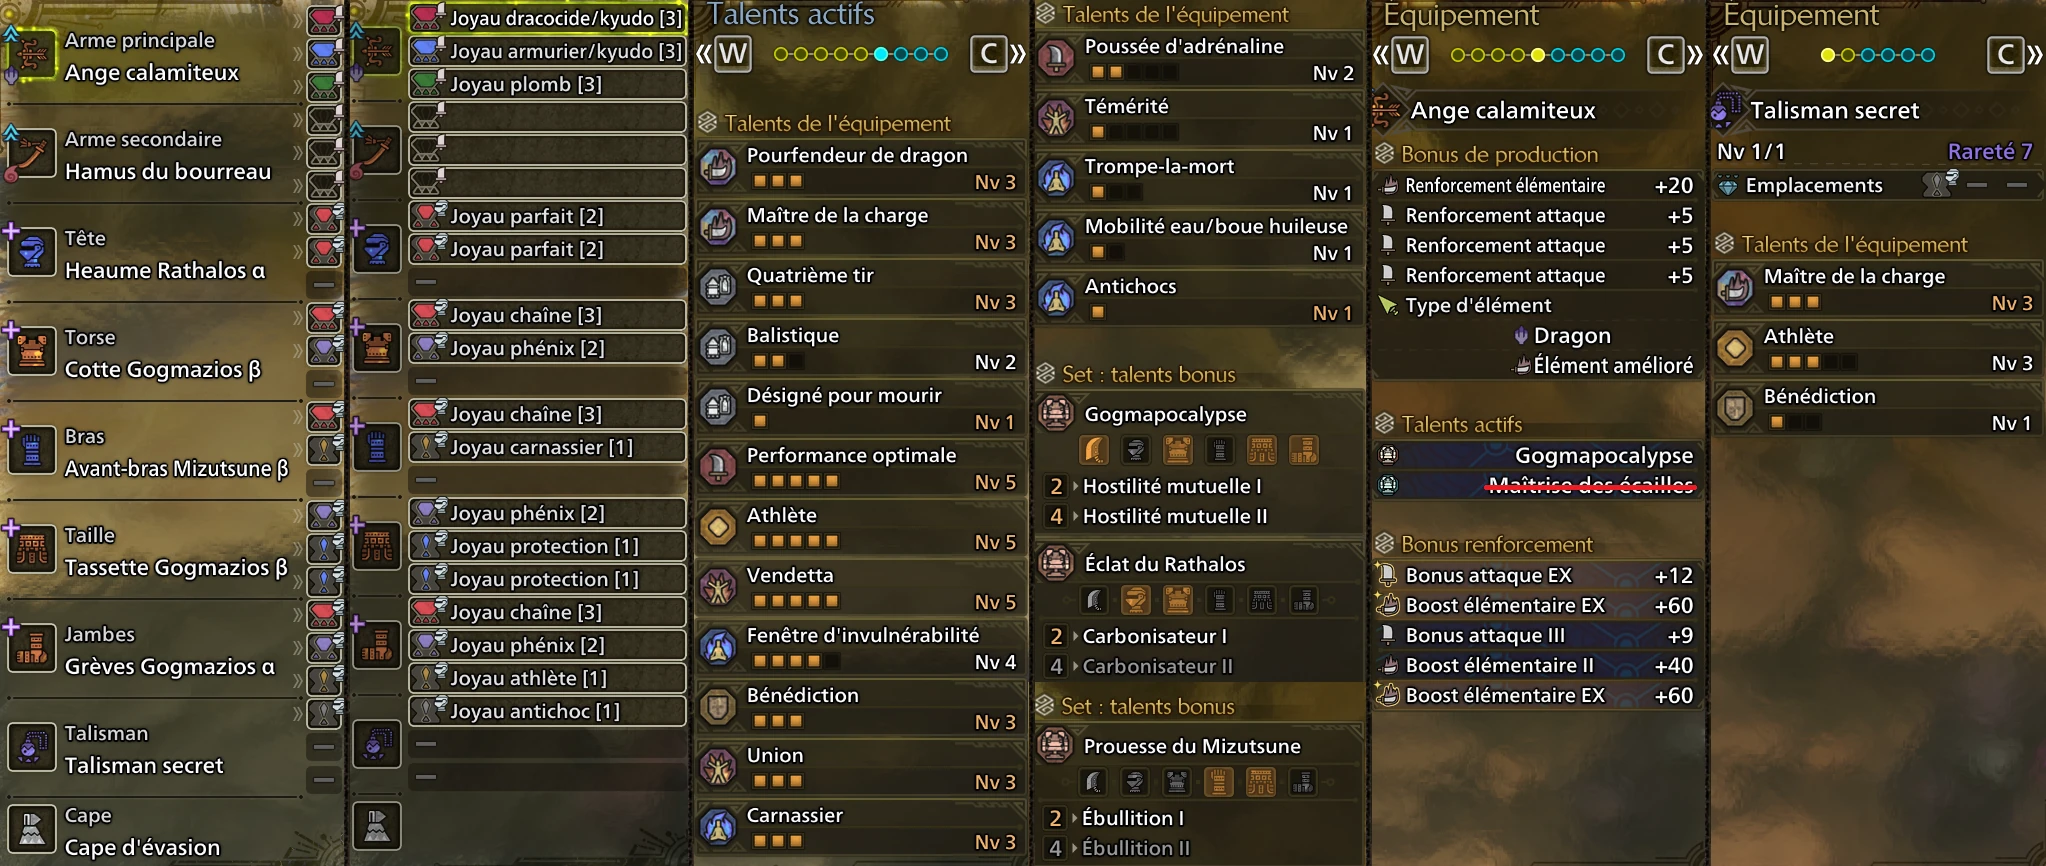 Arme principale
Ange calamiteux
Arme secondaire
Hamus du bourreau
Tête
Heaume Rathalos α
Torse
Cotte Gogmazios β
Bras
Avant-bras Mizutsune β
Taille
Tassette Gogmazios β
Jambes
Grèves Gogmazios α
Talisman
Talisman secret
Cape
Cape d'évasion
Joyau dracocide/kyudo [3]
Joyau armurier/kyudo [3]
Joyau plomb [3]
Joyau parfait [2]
Joyau parfait [2]
Joyau chaîne [3]
Joyau phénix [2]
Joyau chaîne [3]
Joyau carnassier [1]
Joyau phénix [2]
Joyau protection [1]
Joyau protection [1]
Joyau chaîne [3]
Joyau phénix [2]
Joyau athlète [1]
Joyau antichoc [1]
Talents actifs
W C
Talents de l'équipement
Pourfendeur de dragon
Nv 3
Maître de la charge
Nv 3
Quatrième tir
Nv 3
Balistique
Nv 2
Désigné pour mourir
Nv 1
Performance optimale
Nv 5
Athlète
Nv 5
Vendetta
Nv 5
Fenêtre d'invulnérabilité
Nv 4
Bénédiction
Nv 3
Union
Nv 3
Carnassier
Nv 3
Talents de l'équipement
Poussée d'adrénaline
Nv 2
Témérité
Nv 1
Trompe-la-mort
Nv 1
Mobilité eau/boue huileuse
Nv 1
Antichocs
Nv 1
Set : talents bonus
Gogmapocalypse
2 Hostilité mutuelle I
4 Hostilité mutuelle II
Éclat du Rathalos
2 Carbonisateur I
4 Carbonisateur II
Set : talents bonus
Prouesse du Mizutsune
2 Ébullition I
4 Ébullition II
Équipement
W C
Ange calamiteux
Bonus de production
Renforcement élémentaire +20
Renforcement attaque +5
Renforcement attaque +5
Renforcement attaque +5
Type d'élément
Dragon
Élément amélioré
Talents actifs
Gogmapocalypse
Maîtrise des écailles
Bonus renforcement
Bonus attaque EX +12
Boost élémentaire EX +60
Bonus attaque III +9
Boost élémentaire II +40
Boost élémentaire EX +60
Équipement
W C
Talisman secret
Nv 1/1 Rareté 7
Emplacements
Talents de l'équipement
Maître de la charge
Nv 3
Athlète
Nv 3
Bénédiction
Nv 1